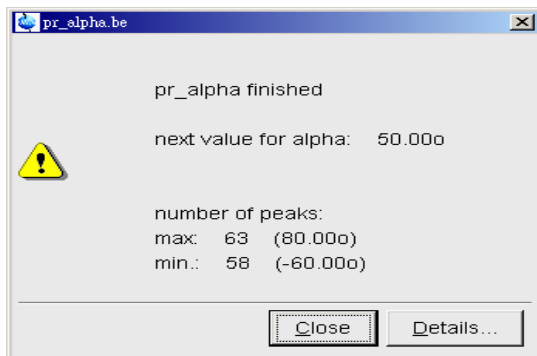 pr_alpha.be
pr_alpha finished
next value for alpha: 50.00o
number of peaks:
max: 63 (80.00o)
min.: 58 (-60.00o)
Close Details...